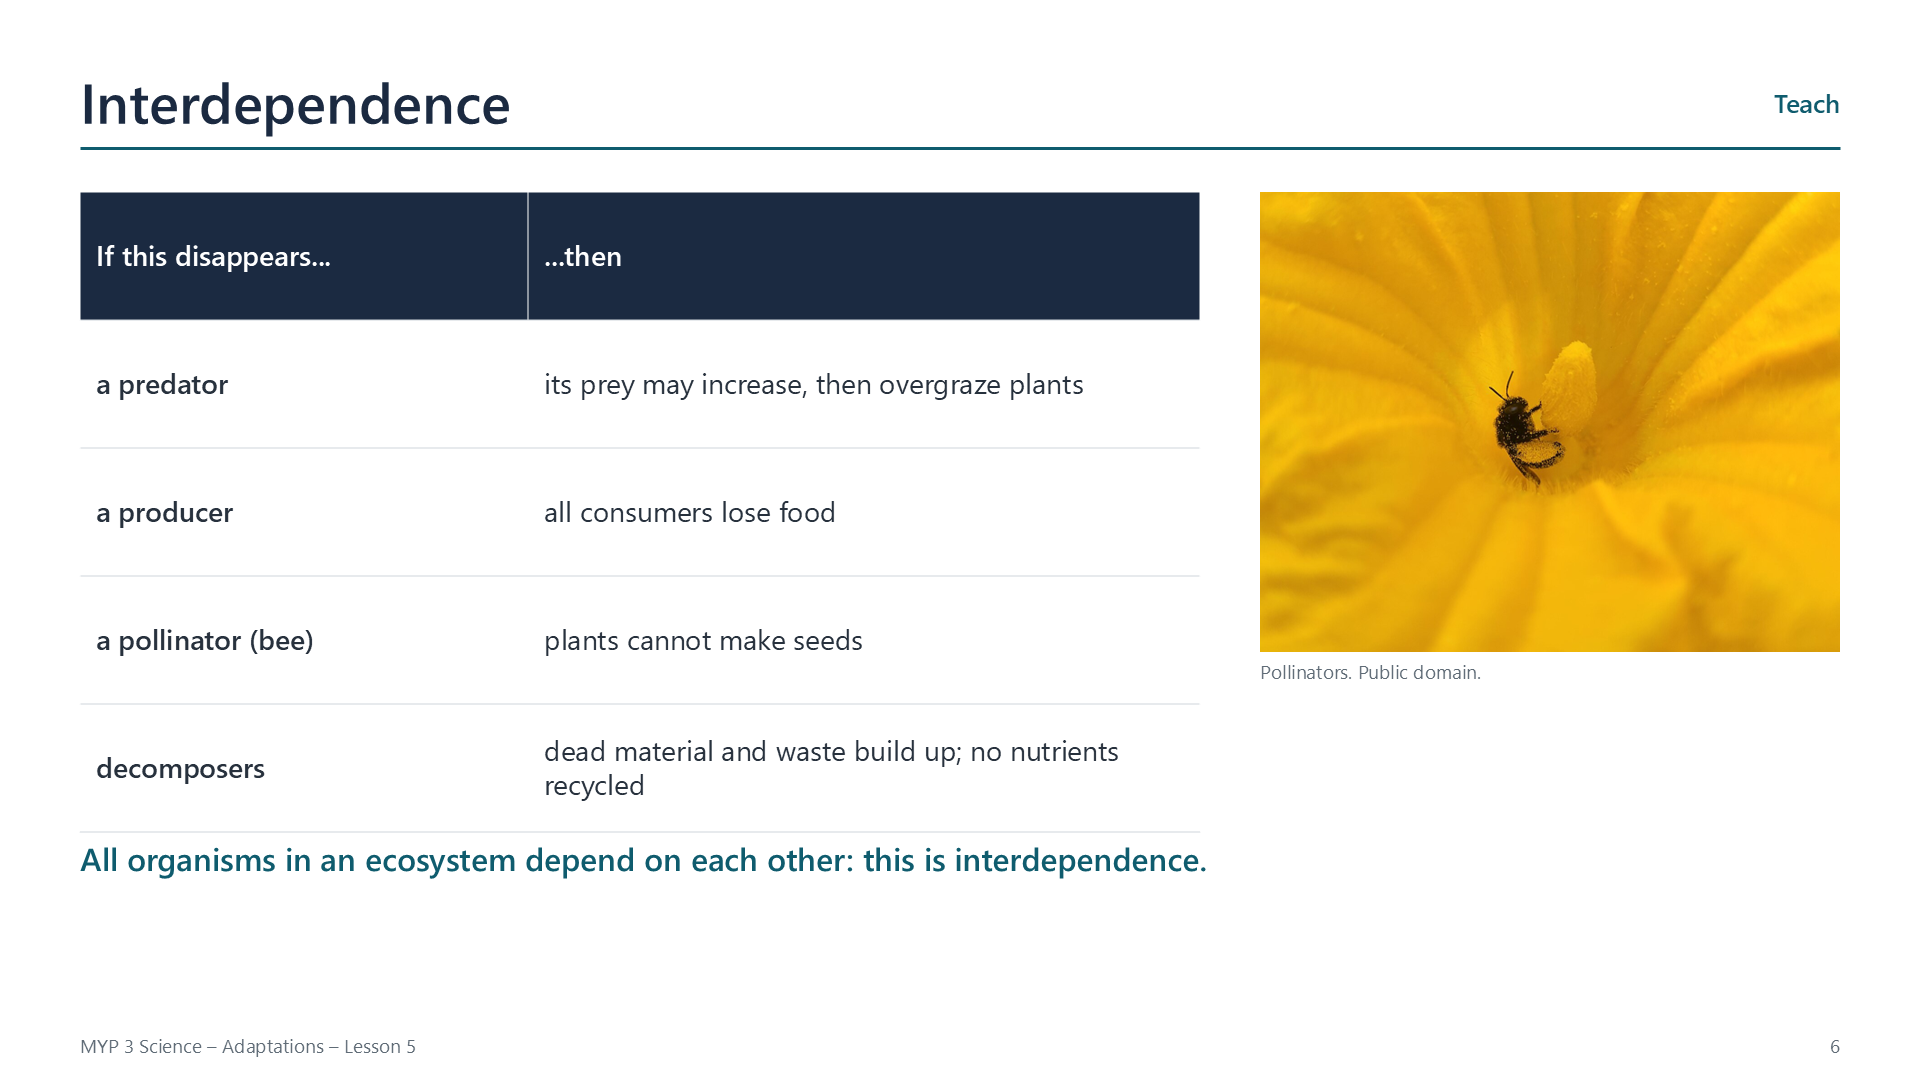 Interdependence
Teach
If this disappears...
...then
a predator
its prey may increase, then overgraze plants
a producer
all consumers lose food
a pollinator (bee)
plants cannot make seeds
decomposers
dead material and waste build up; no nutrients
recycled
Pollinators. Public domain.
All organisms in an ecosystem depend on each other: this is interdependence.
MYP 3 Science – Adaptations – Lesson 5
6